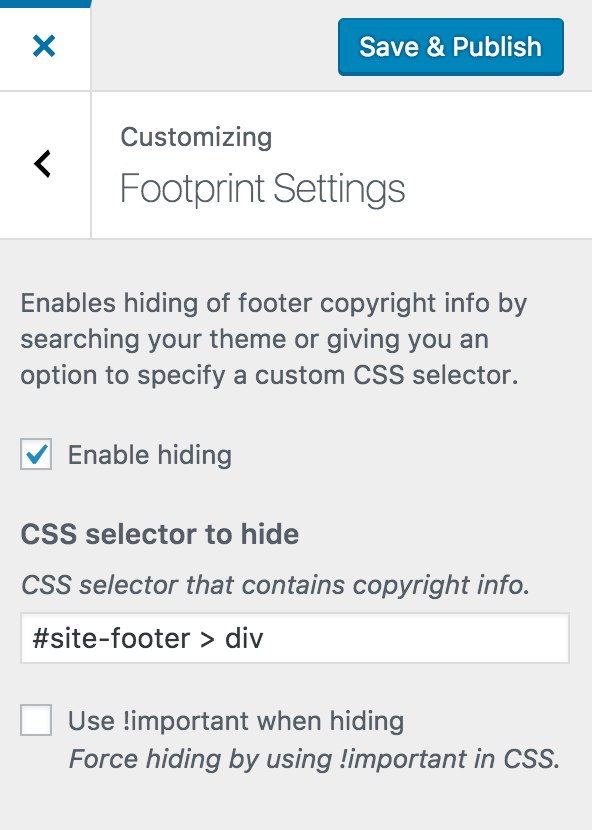 Save & Publish
Customizing
Footprint Settings
Enables hiding of footer copyright info by
searching your theme or giving you an
option to specify a custom CSS selector.
Enable hiding
CSS selector to hide
CSS selector that contains copyright info.
#site-footer > div
Use !important when hiding
Force hiding by using !important in CSS.